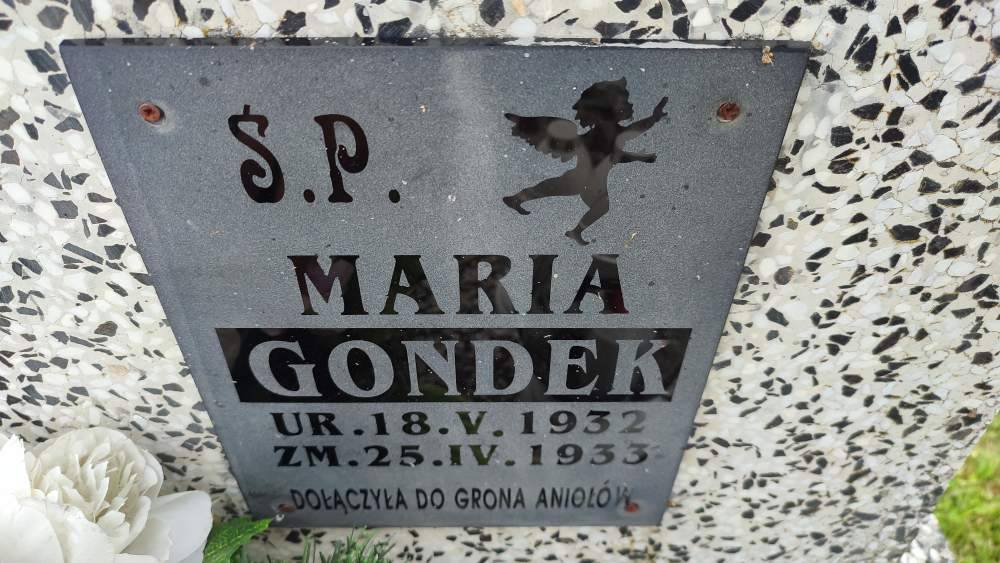 Ś.P.
MARIA
GONDEK
UR.18.V.1932
ZM.25.IV.1933
DOŁĄCZYŁA DO GRONA ANIOŁÓW